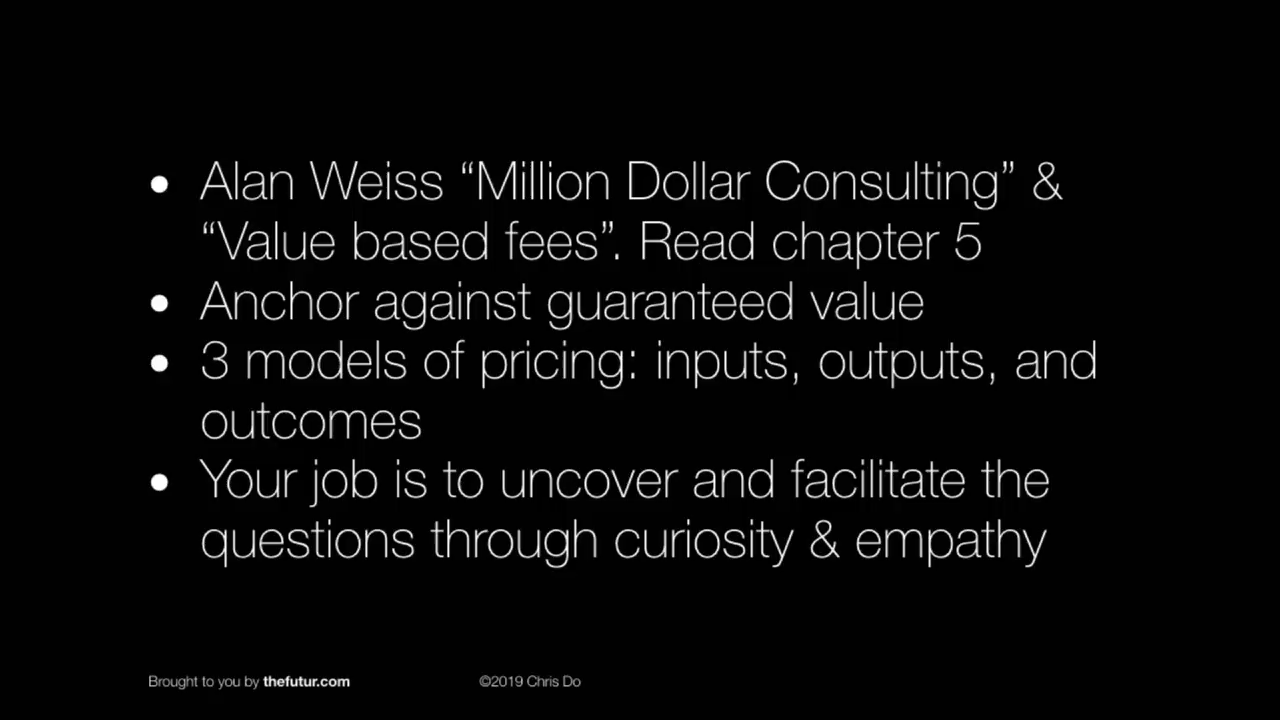 • Alan Weiss “Million Dollar Consulting” &
“Value based fees”. Read chapter 5
• Anchor against guaranteed value
• 3 models of pricing: inputs, outputs, and
outcomes
• Your job is to uncover and facilitate the
questions through curiosity & empathy
Brought to you by thefutur.com ©2019 Chris Do